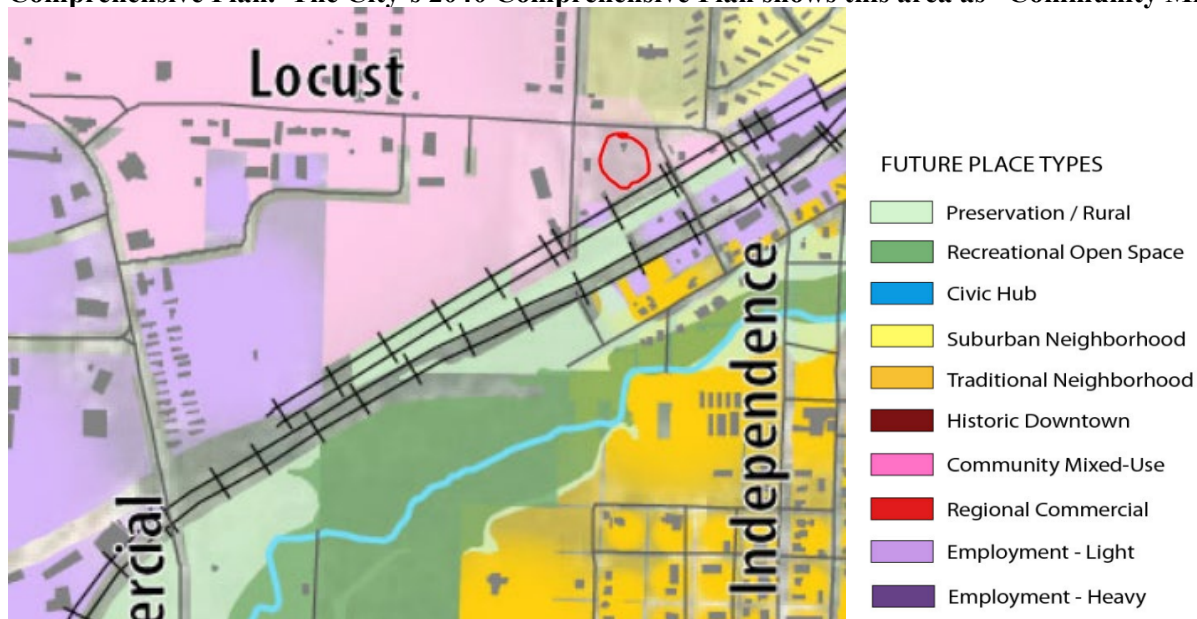 Comprehensive Plan: The City's 2040 Comprehensive Plan shows this area as "Community Mi
Locust
Independence
ercial
FUTURE PLACE TYPES
Preservation / Rural
Recreational Open Space
Civic Hub
Suburban Neighborhood
Traditional Neighborhood
Historic Downtown
Community Mixed-Use
Regional Commercial
Employment - Light
Employment - Heavy